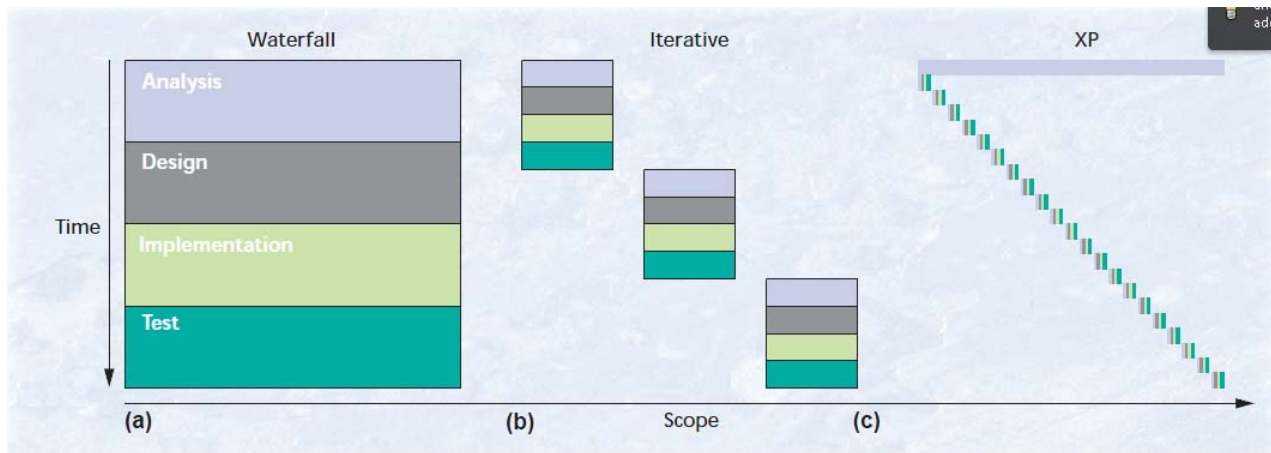 Waterfall
Iterative
XP
Analysis
Design
Time
Implementation
Test
(a)
(b)
Scope
(c)